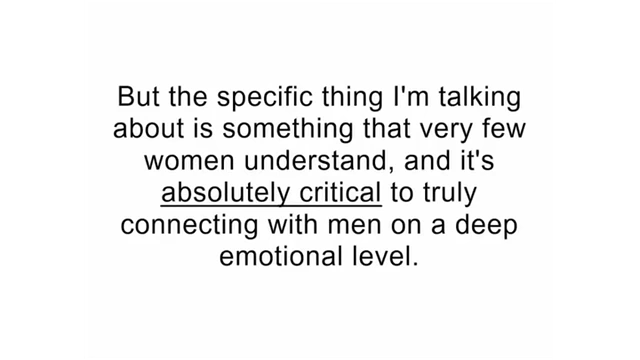 But the specific thing I'm talking
about is something that very few
women understand, and it's
absolutely critical to truly
connecting with men on a deep
emotional level.